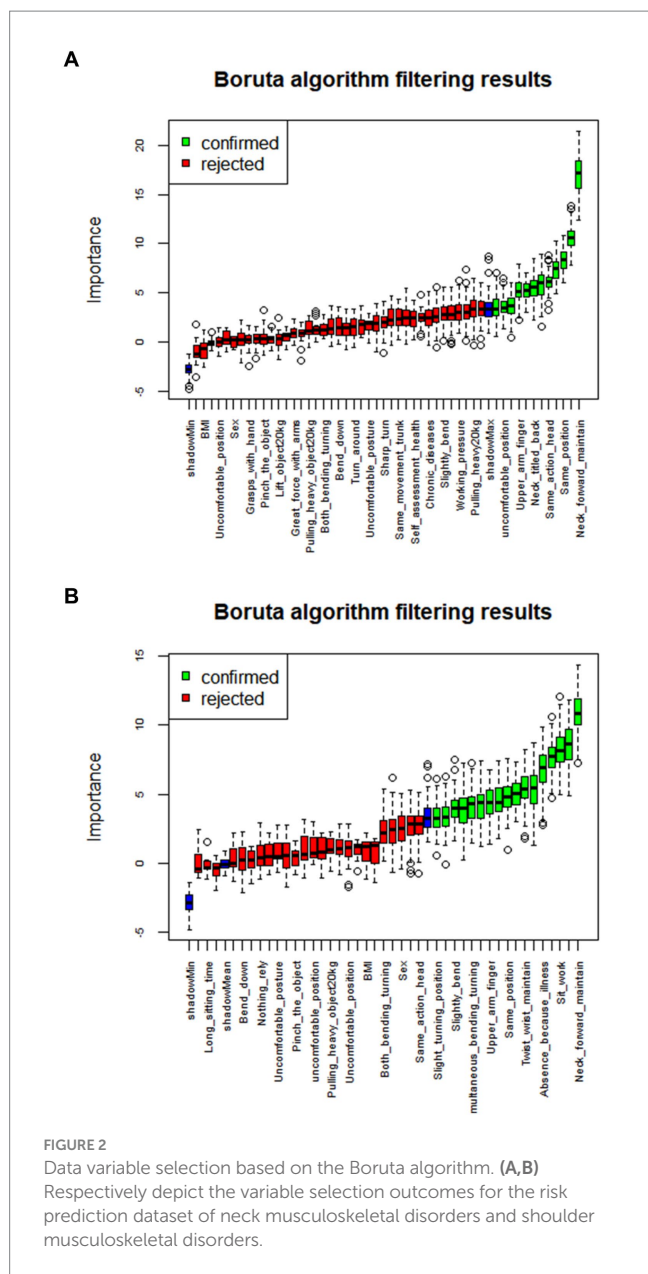 A
Boruta algorithm filtering results
confirmed
rejected
Importance
20
15
10
5
0
-5
shadowMin
BMI
Uncomfortable_position
Sex
Grasps_with_hand
Pinch_the_object
Lift_object20kg
Great_force_with_arms
Pulling_heavy_object20kg
Both_bending_turning
Bend_down
Turn_around
Uncomfortable_posture
Sharp_turn
Same_movement_trunk
Self_assessment_health
Chronic_diseases
Slightly_bend
Working_pressure
Pulling_heavy20kg
shadowMax
uncomfortable_position
Upper_arm_finger
Neck_titled_back
Same_action_head
Same_position
Neck_forward_maintain
B
Boruta algorithm filtering results
confirmed
rejected
Importance
15
10
5
0
-5
shadowMin
Long_sitting_time
shadowMean
Bend_down
Nothing_rely
Uncomfortable_posture
Pinch_the_object
uncomfortable_position
Pulling_heavy_object20kg
Uncomfortable_position
BMI
Both_bending_turning
Sex
Same_action_head
Slight_turning_position
Slightly_bend
multaneous_bending_turning
Upper_arm_finger
Same_position
Twist_wrist_maintain
Absence_because_illness
Sit_work
Neck_forward_maintain
FIGURE 2
Data variable selection based on the Boruta algorithm. (A,B)
Respectively depict the variable selection outcomes for the risk
prediction dataset of neck musculoskeletal disorders and shoulder
musculoskeletal disorders.